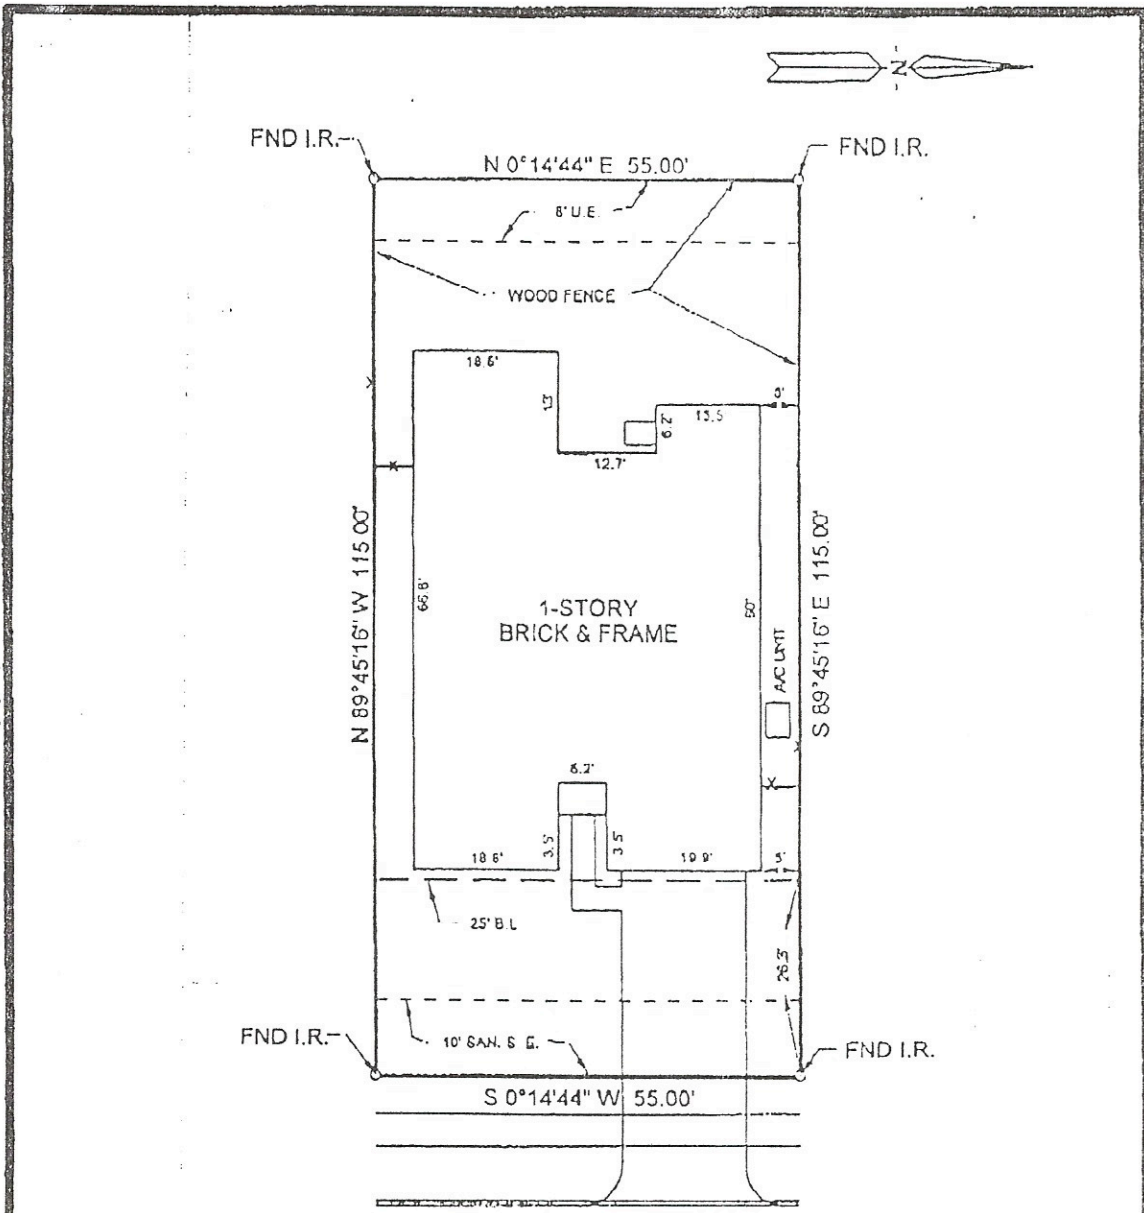 N
FND I.R.
FND I.R.
N 0°14'44" E 55.00'
8' U.E.
WOOD FENCE
18.6'
13'
13.5
5'
6.2'
12.7'
N 89°45'16" W 115.00'
66.8'
1-STORY
BRICK & FRAME
60'
A/C UNIT
S 89°45'16" E 115.00'
6.2'
3.5'
3.5'
18.6'
19.9'
5'
25' B.L
26.3'
10' SAN. S E.
FND I.R.
FND I.R.
S 0°14'44" W 55.00'